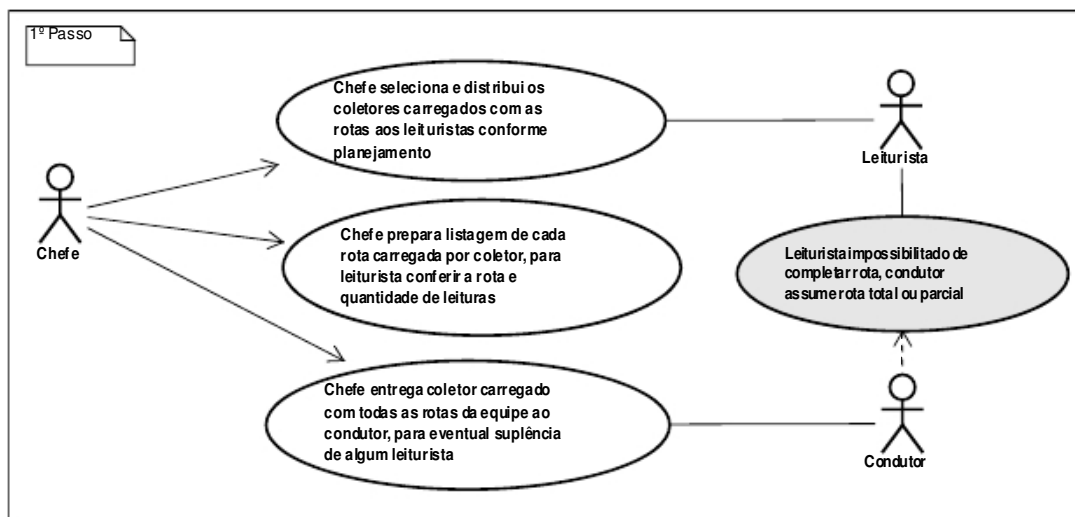 1º Passo
Chefe seleciona e distribui os
coletores carregados com as
rotas aos leituristas conforme
planejamento
Leiturista
Chefe
Chefe prepara listagem de cada
rota carregada por coletor, para
leiturista conferir a rota e
quantidade de leituras
Leiturista impossibilitado de
completar rota, condutor
assume rota total ou parcial
Chefe entrega coletor carregado
com todas as rotas da equipe ao
condutor, para eventual suplência
de algum leiturista
Condutor